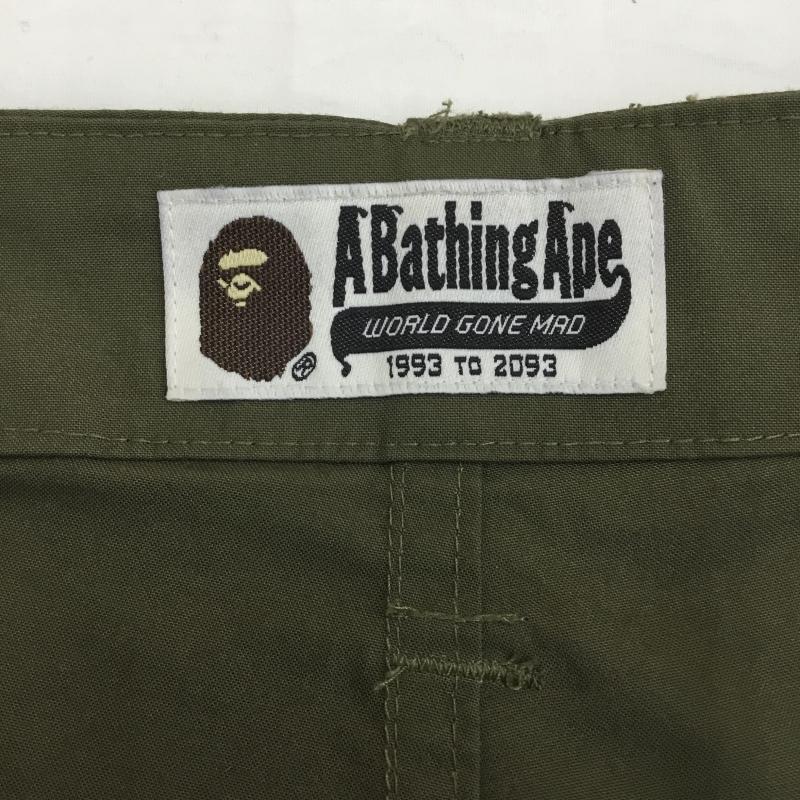 A Bathing Ape
WORLD GONE MAD
1993 TO 2093
®